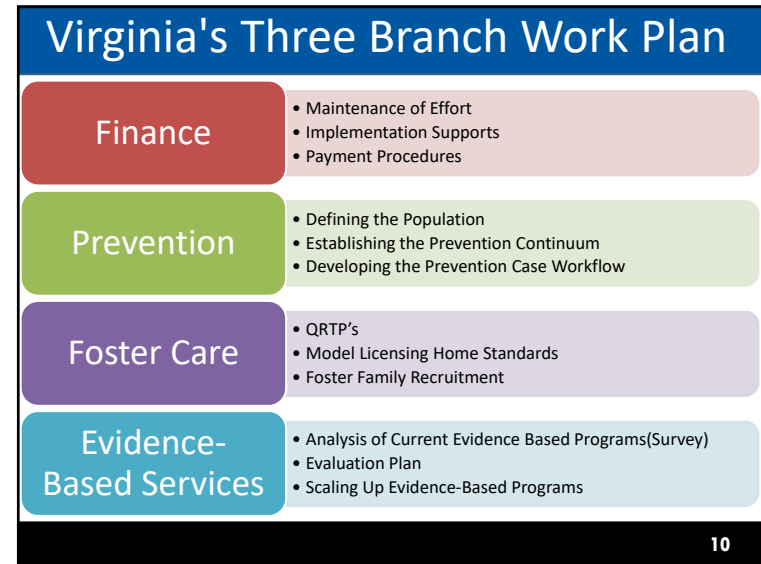 Virginia's Three Branch Work Plan
Finance
• Maintenance of Effort
• Implementation Supports
• Payment Procedures
Prevention
• Defining the Population
• Establishing the Prevention Continuum
• Developing the Prevention Case Workflow
Foster Care
• QRTP's
• Model Licensing Home Standards
• Foster Family Recruitment
Evidence-
Based Services
• Analysis of Current Evidence Based Programs(Survey)
• Evaluation Plan
• Scaling Up Evidence-Based Programs
10